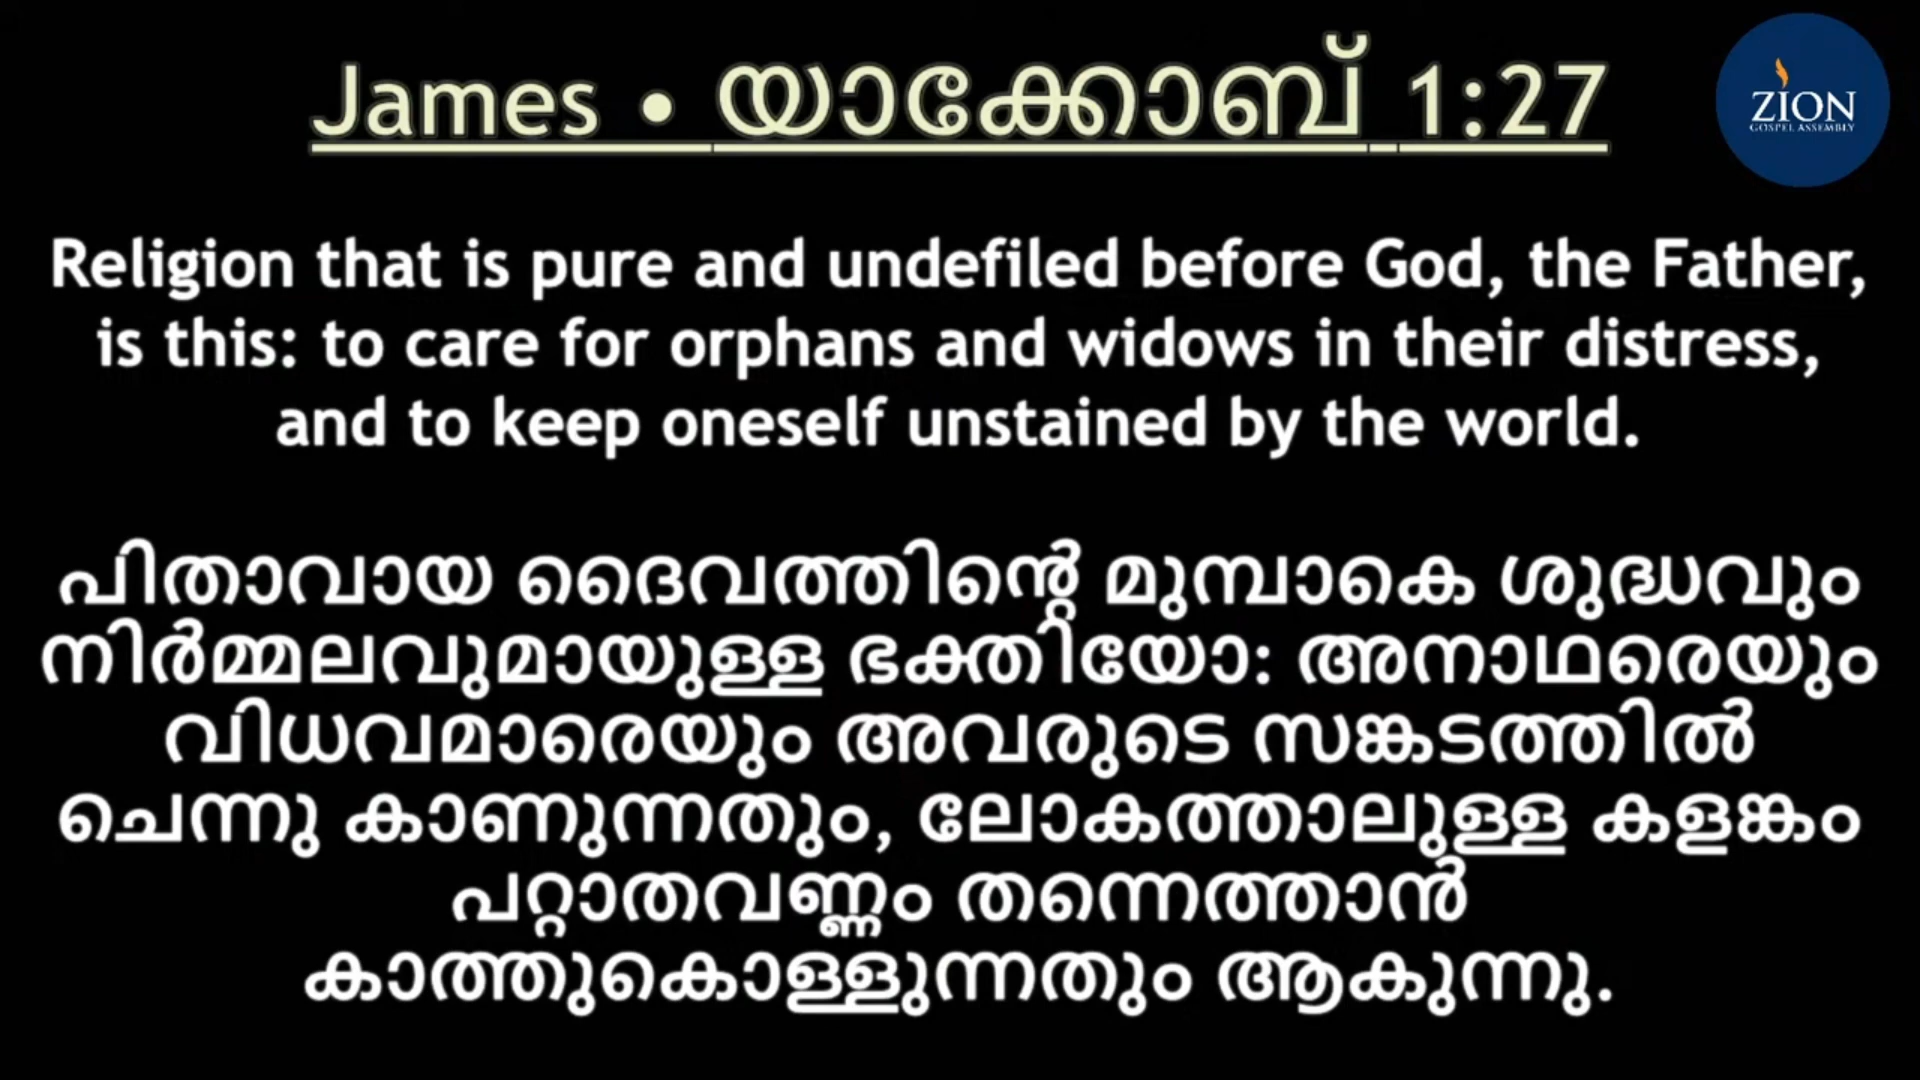 James • യാക്കോബ് 1:27
ZION
GOSPEL ASSEMBLY
Religion that is pure and undefiled before God, the Father,
is this: to care for orphans and widows in their distress,
and to keep oneself unstained by the world.
പിതാവായ ദൈവത്തിന്റെ മുമ്പാകെ ശുദ്ധവും
നിർമ്മലവുമായുള്ള ഭക്തിയോ: അനാഥരെയും
വിധവമാരെയും അവരുടെ സങ്കടത്തിൽ
ചെന്നു കാണുന്നതും, ലോകത്താലുള്ള കളങ്കം
പറ്റാതവണ്ണം തന്നെത്താൻ
കാത്തുകൊള്ളുന്നതും ആകുന്നു.